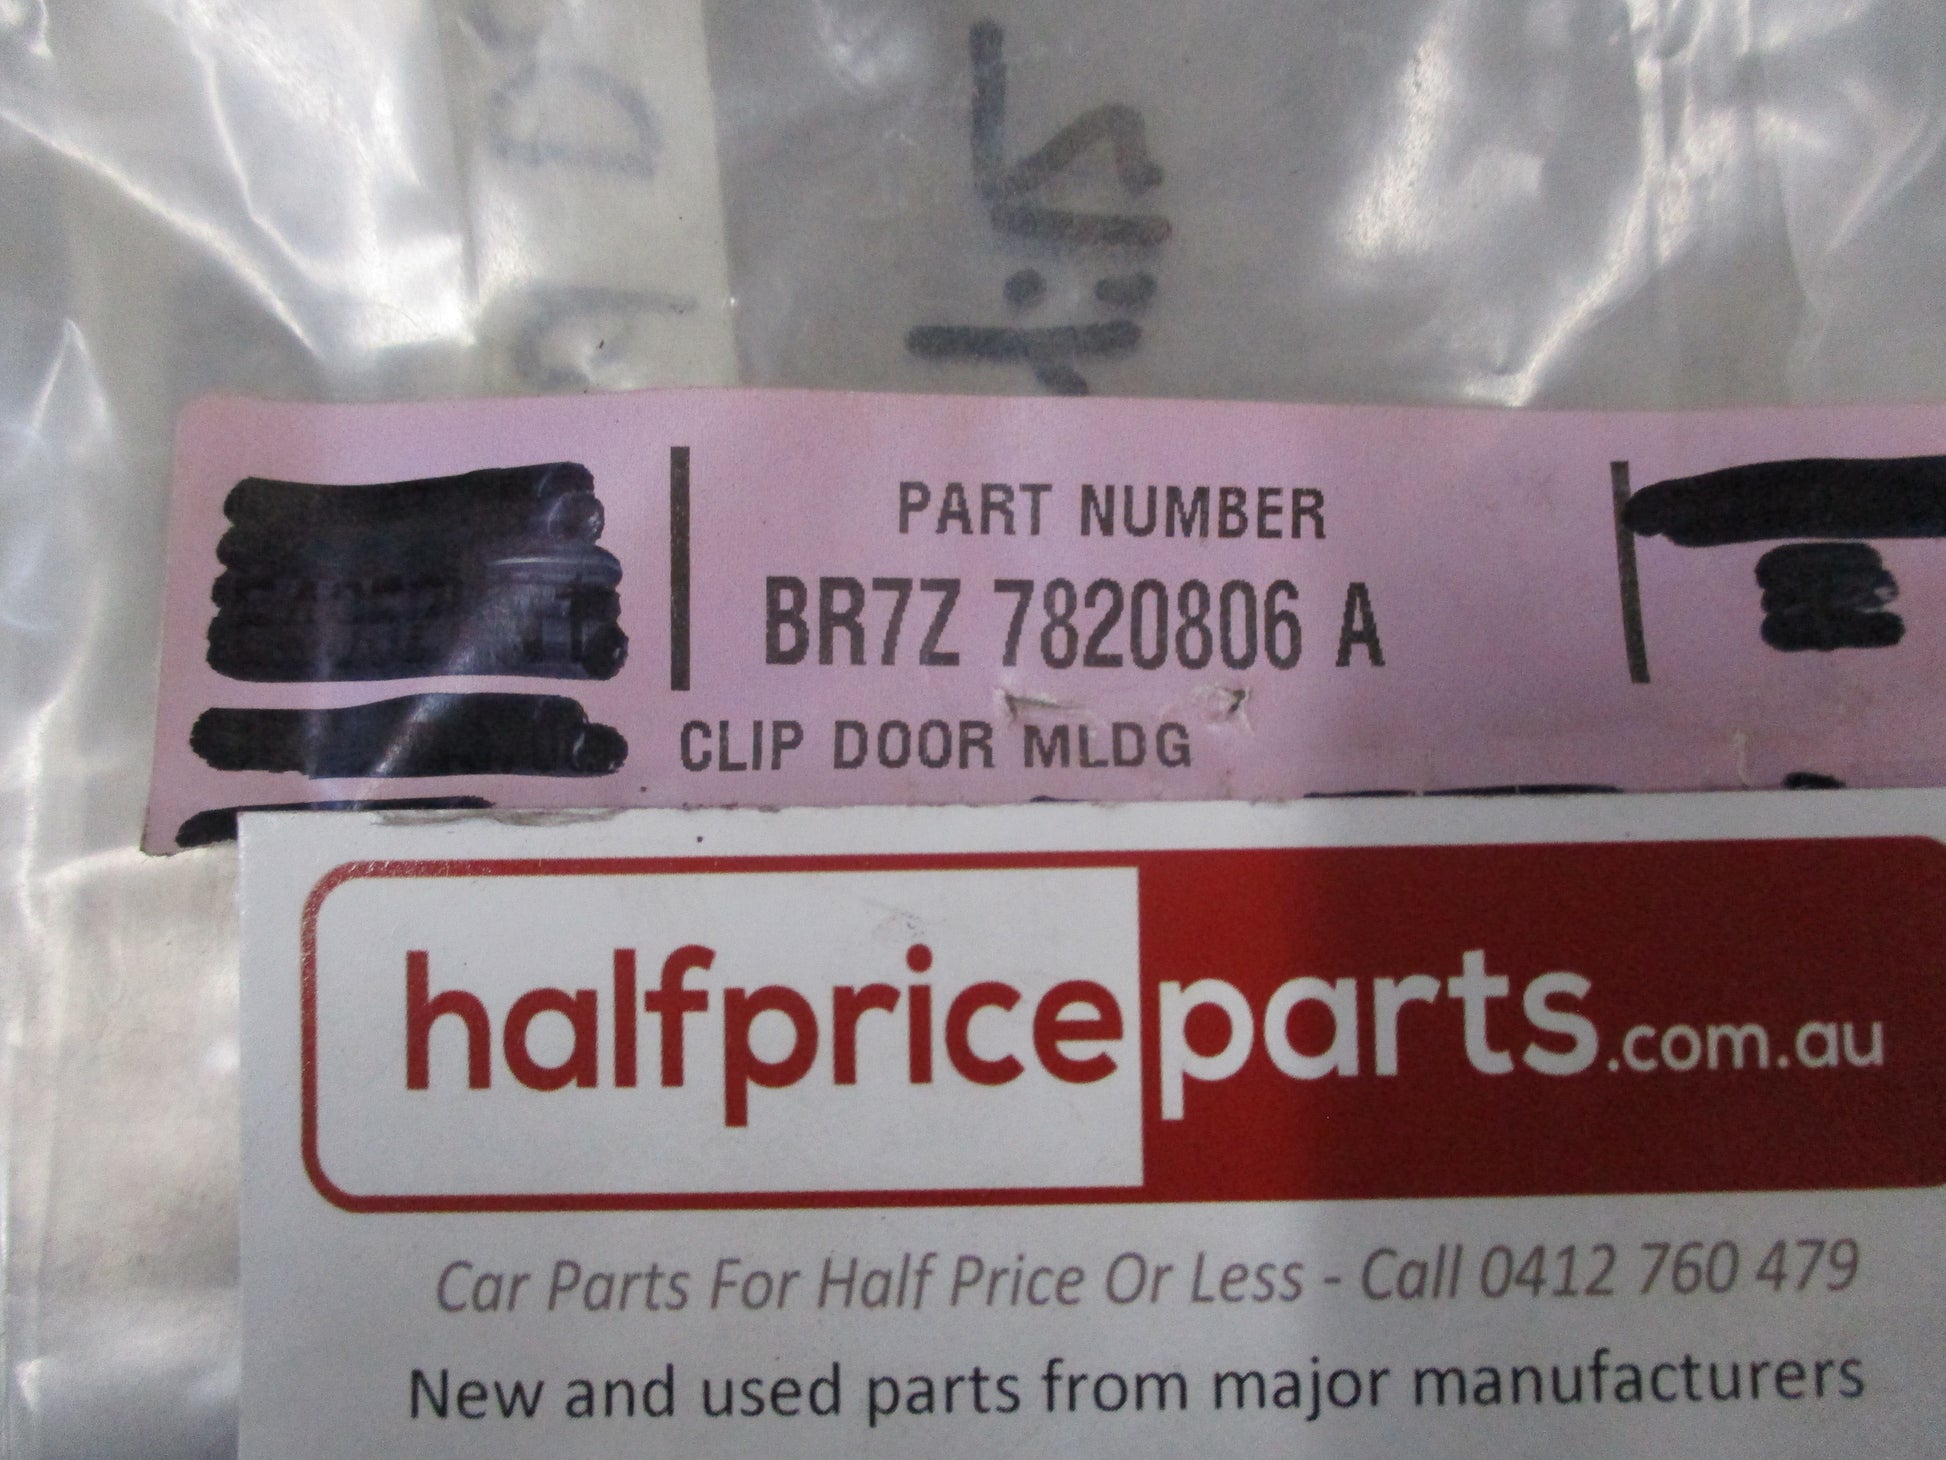 PART NUMBER
BR7Z 7820806 A
CLIP DOOR MLDG
halfpriceparts.com.au
Car Parts For Half Price Or Less - Call 0412 760 479
New and used parts from major manufacturers